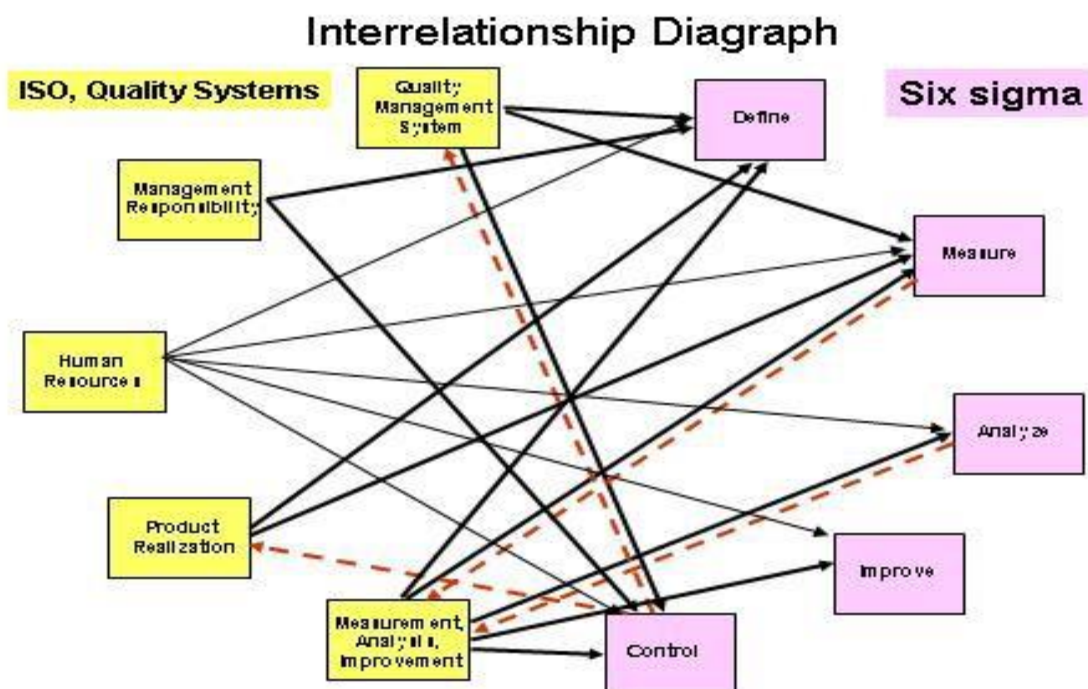 Interrelationship Diagraph
ISO, Quality Systems
Quality
Management
System
Define
Six sigma
Management
Responsibility
Measure
Human
Resources
Analyze
Product
Realization
Improve
Measurement,
Analysis,
Improvement
Control